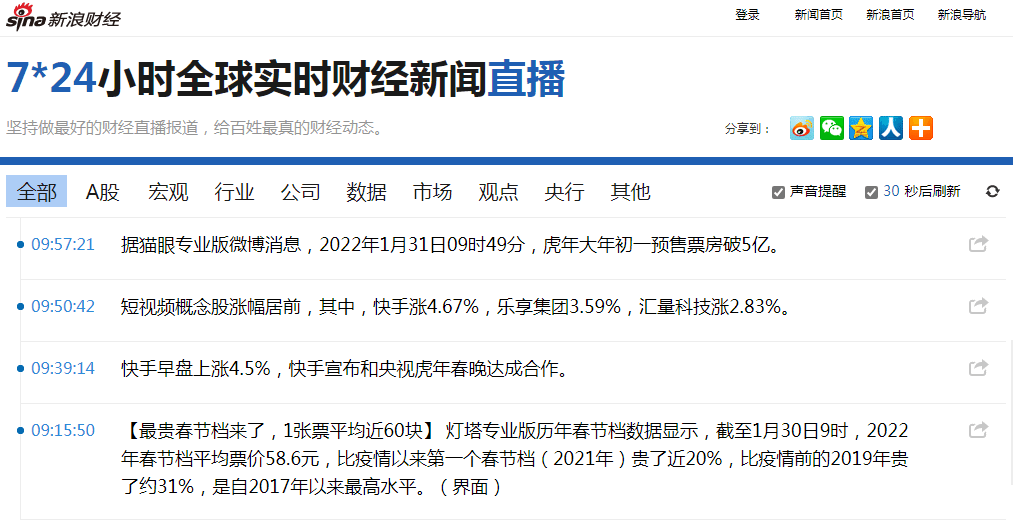 sina新浪财经
登录 新闻首页 新浪首页 新浪导航
7*24小时全球实时财经新闻直播
坚持做最好的财经直播报道，给百姓最真的财经动态。
分享到：
全部 A股 宏观 行业 公司 数据 市场 观点 央行 其他 声音提醒 30 秒后刷新
09:57:21 据猫眼专业版微博消息，2022年1月31日09时49分，虎年大年初一预售票房破5亿。
09:50:42 短视频概念股涨幅居前，其中，快手涨4.67%，乐享集团3.59%，汇量科技涨2.83%。
09:39:14 快手早盘上涨4.5%，快手宣布和央视虎年春晚达成合作。
09:15:50 【最贵春节档来了，1张票平均近60块】 灯塔专业版历年春节档数据显示，截至1月30日9时，2022
年春节档平均票价58.6元，比疫情以来第一个春节档（2021年）贵了近20%，比疫情前的2019年贵
了约31%，是自2017年以来最高水平。（界面）